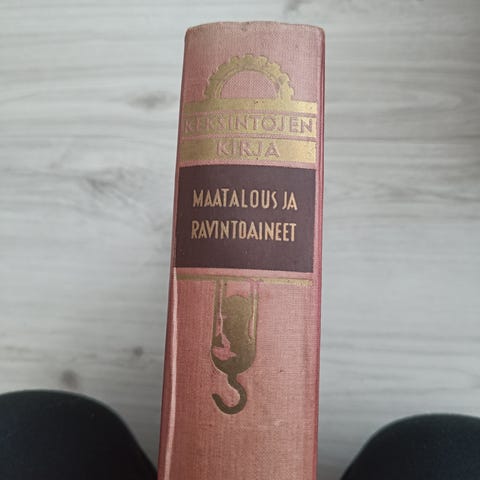 KEKSINTÖJEN
KIRJA
MAATALOUS JA
RAVINTOAINEET